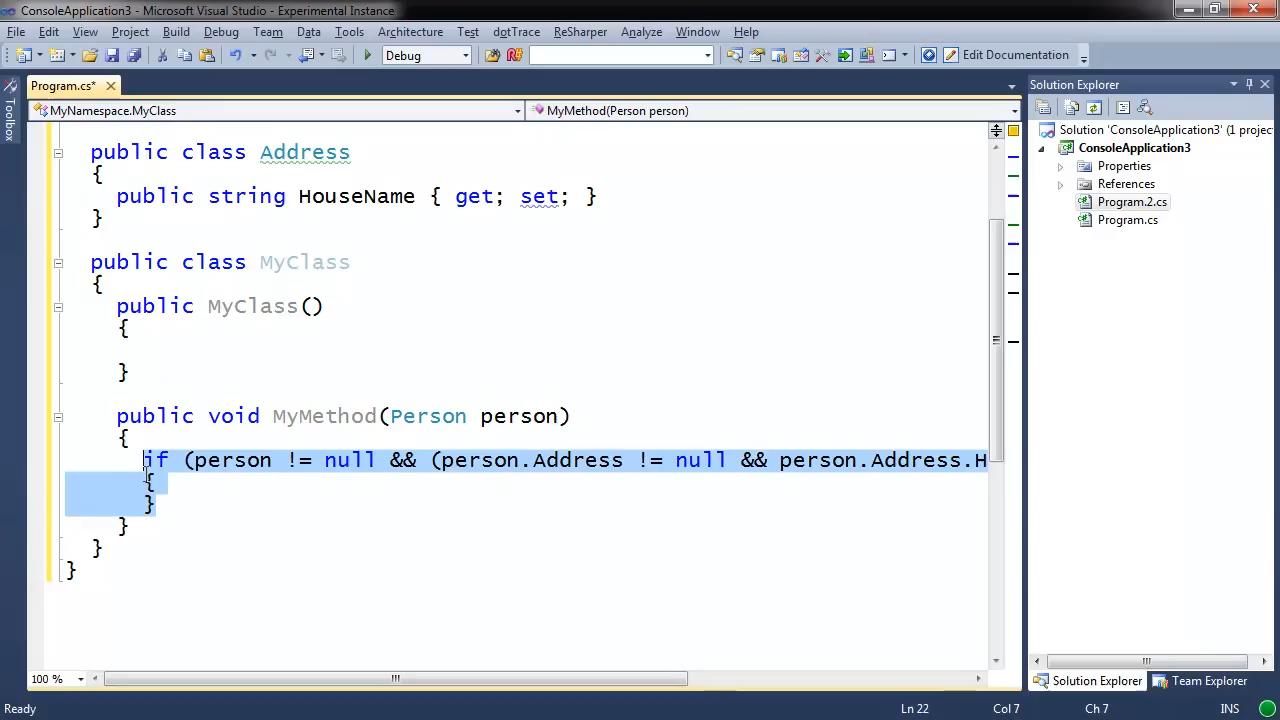 ConsoleApplication3 - Microsoft Visual Studio - Experimental Instance
File Edit View Project Build Debug Team Data Tools Architecture Test dotTrace ReSharper Analyze Window Help
Debug Edit Documentation
Toolbox
Program.cs*
MyNamespace.MyClass
MyMethod(Person person)
public class Address
{
public string HouseName { get; set; }
}
public class MyClass
{
public MyClass()
{
}
public void MyMethod(Person person)
{
if (person != null && (person.Address != null && person.Address.H
{
}
}
}
}
100 %
Solution Explorer
Solution 'ConsoleApplication3' (1 projec
ConsoleApplication3
Properties
References
Program.2.cs
Program.cs
Solution Explorer Team Explorer
Ready Ln 22 Col 7 Ch 7 INS